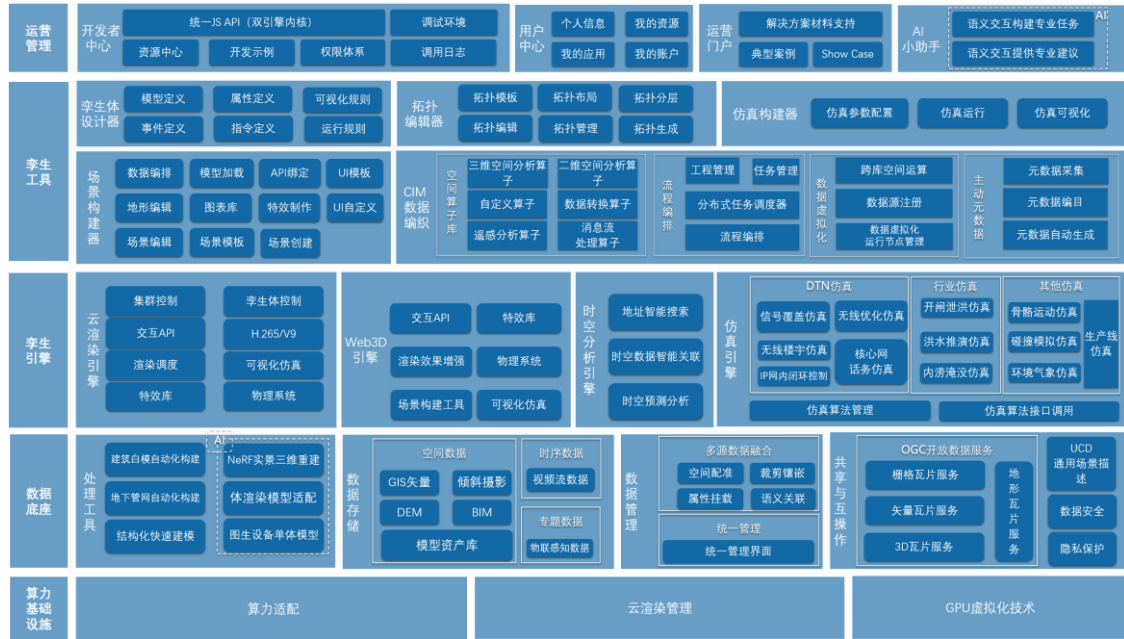 运营
管理
开发者
中心
统一JS API（双引擎内核）
调试环境
资源中心
开发示例
权限体系
调用日志
用户
中心
个人信息
我的资源
我的应用
我的账户
运营
门户
解决方案材料支持
典型案例
Show Case
AI
小助手
AI
语义交互构建专业任务
语义交互提供专业建议
孪生
工具
孪生体
设计器
模型定义
属性定义
可视化规则
事件定义
指令定义
运行规则
拓扑
编辑器
拓扑模板
拓扑布局
拓扑分层
拓扑编辑
拓扑管理
拓扑生成
仿真构建器
仿真参数配置
仿真运行
仿真可视化
场景构建器
数据编排
模型加载
API绑定
UI模板
地形编辑
图表库
特效制作
UI自定义
场景编辑
场景模板
场景创建
CIM
数据
编织
空间算子库
三维空间分析算
子
二维空间分析算
子
自定义算子
数据转换算子
遥感分析算子
消息流
处理算子
流程编排
工程管理
任务管理
分布式任务调度器
流程编排
数据虚拟化
跨库空间运算
数据源注册
数据虚拟化
运行节点管理
主动元数据
元数据采集
元数据编目
元数据自动生成
孪生
引擎
云渲染引擎
集群控制
孪生体控制
交互API
H.265/V9
渲染调度
可视化仿真
特效库
物理系统
Web3D
引擎
交互API
特效库
渲染效果增强
物理系统
场景构建工具
可视化仿真
时空分析引擎
地址智能搜索
时空数据智能关联
时空预测分析
仿真引擎
DTN仿真
信号覆盖仿真
无线优化仿真
无线楼宇仿真
核心网
话务仿真
IP网内闭环控制
行业仿真
开闸泄洪仿真
洪水推演仿真
内涝淹没仿真
其他仿真
骨骼运动仿真
碰撞模拟仿真
环境气象仿真
生产线
仿真
仿真算法管理
仿真算法接口调用
数据
底座
处理工具
建筑白模自动化构建
地下管网自动化构建
结构化快速建模
AI
NeRF实景三维重建
体渲染模型适配
图生设备单体模型
数据存储
空间数据
GIS矢量
倾斜摄影
DEM
BIM
模型资产库
时序数据
视频流数据
专题数据
物联感知数据
数据管理
多源数据融合
空间配准
裁剪镶嵌
属性挂载
语义关联
统一管理
统一管理界面
共享与互操作
OGC开放数据服务
栅格瓦片服务
矢量瓦片服务
3D瓦片服务
地形瓦片服务
UCD
通用场景描
述
数据安全
隐私保护
算力
基础
设施
算力适配
云渲染管理
GPU虚拟化技术